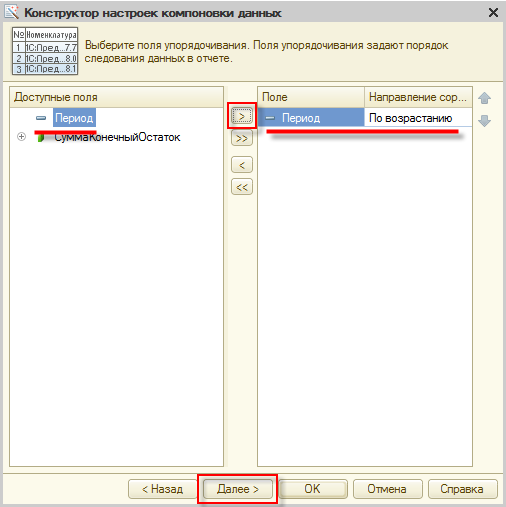 Конструктор настроек компоновки данных
№ Номенклатура
1 1С:Пред...7.7
2 1С:Пред...8.0
3 1С:Пред...8.1
Выберите поля упорядочивания. Поля упорядочивания задают порядок
следования данных в отчете.
Доступные поля
Период
СуммаКонечныйОстаток
>
>>
<
<<
Поле Направление сор...
Период По возрастанию
< Назад Далее > OK Отмена Справка